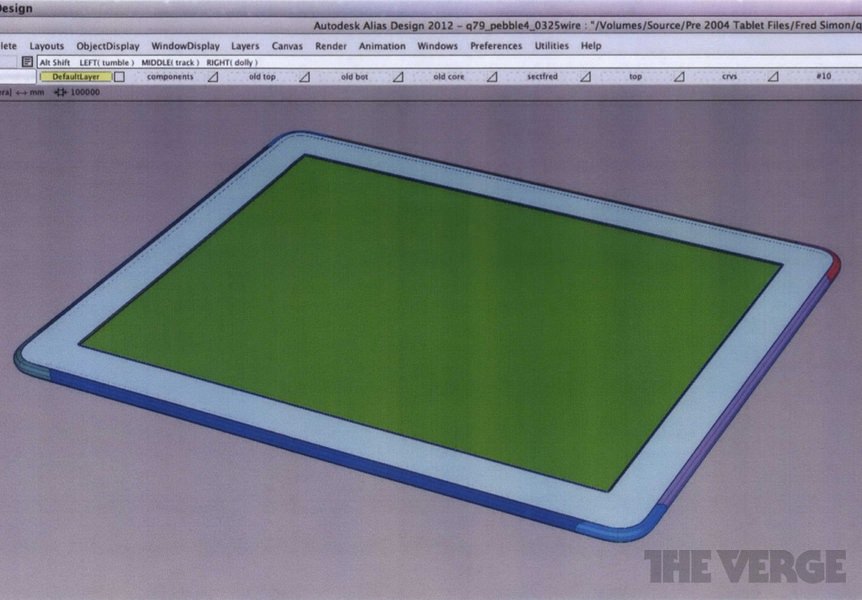 Design
Autodesk Alias Design 2012 – q79_pebble4_0325wire : "/Volumes/Source/Pre 2004 Tablet Files/Fred Simon/q
lete Layouts ObjectDisplay WindowDisplay Layers Canvas Render Animation Windows Preferences Utilities Help
Alt Shift LEFT( tumble ) MIDDLE( track ) RIGHT( dolly )
DefaultLayer components old top old bot old core sectfred top crvs #10
era] ↔ mm 100000
THE VERGE